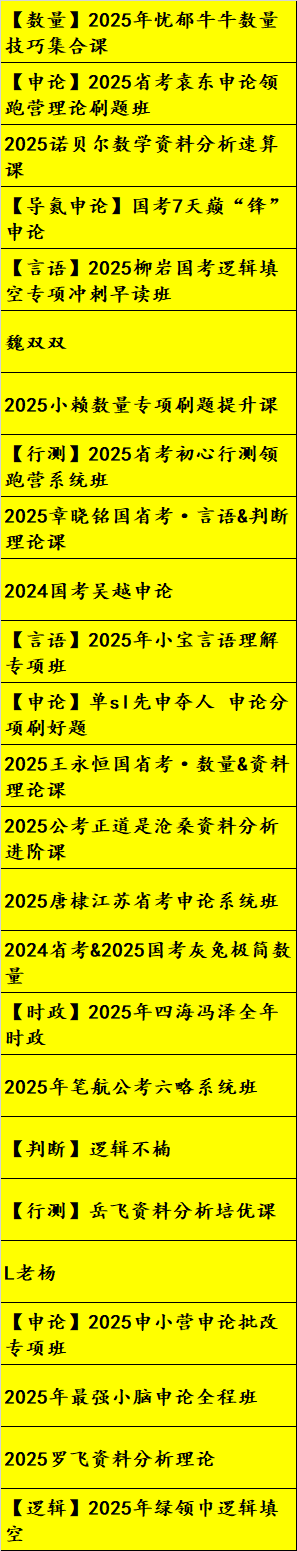 【数量】2025年忧郁牛牛数量
技巧集合课
【申论】2025省考袁东申论领
跑营理论刷题班
2025诺贝尔数学资料分析速算
课
【导氮申论】国考7天巅“锋”
申论
【言语】2025柳岩国考逻辑填
空专项冲刺早读班
魏双双
2025小赖数量专项刷题提升课
【行测】2025省考初心行测领
跑营系统班
2025章晓铭国省考·言语&判断
理论课
2024国考吴越申论
【言语】2025年小宝言语理解
专项班
【申论】单sl先申夺人 申论分
项刷好题
2025王永恒国省考·数量&资料
理论课
2025公考正道是沧桑资料分析
进阶课
2025唐棣江苏省考申论系统班
2024省考&2025国考灰兔极简数
量
【时政】2025年四海冯泽全年
时政
2025年笔航公考六略系统班
【判断】逻辑不楠
【行测】岳飞资料分析培优课
L老杨
【申论】2025申小营申论批改
专项班
2025年最强小脑申论全程班
2025罗飞资料分析理论
【逻辑】2025年绿领巾逻辑填
空